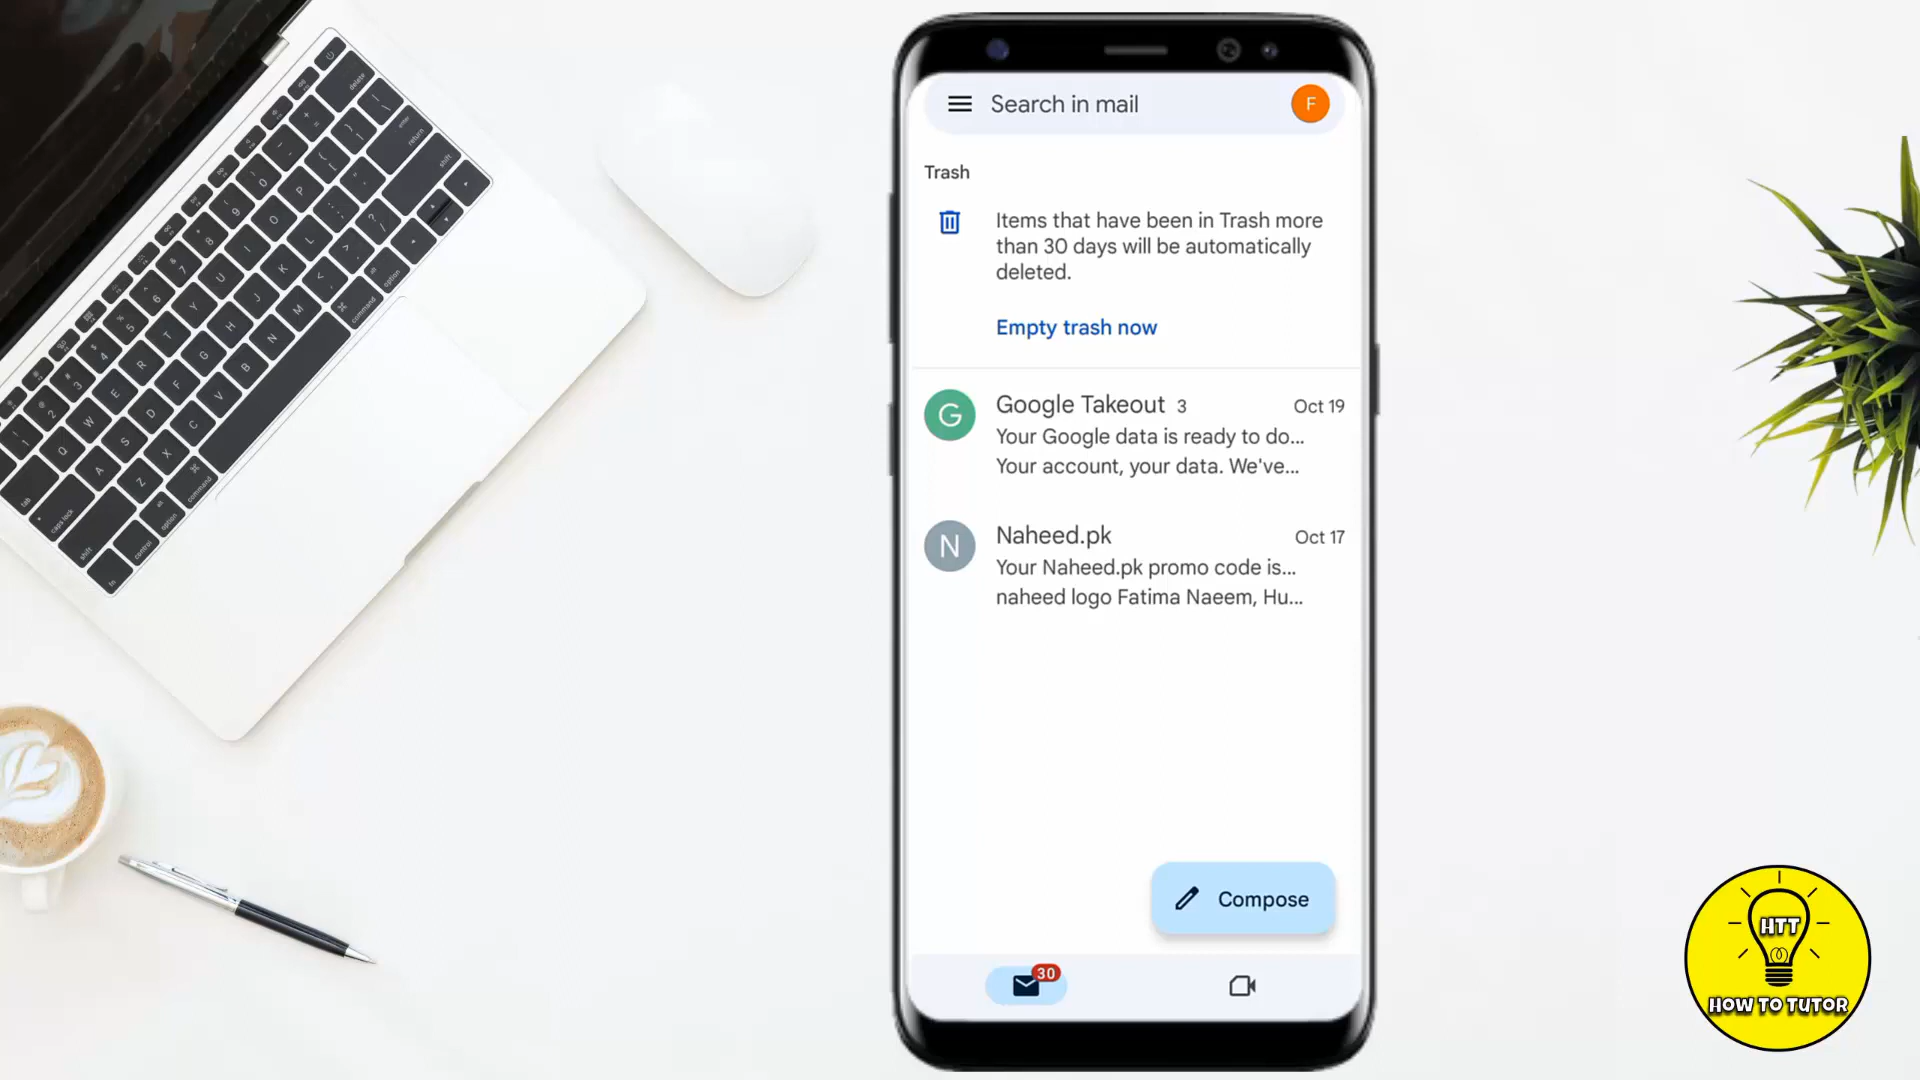 Search in mail
F
Trash
Items that have been in Trash more
than 30 days will be automatically
deleted.
Empty trash now
G
Google Takeout 3
Oct 19
Your Google data is ready to do...
Your account, your data. We've...
N
Naheed.pk
Oct 17
Your Naheed.pk promo code is...
naheed logo Fatima Naeem, Hu...
Compose
30
HTT
HOW TO TUTOR